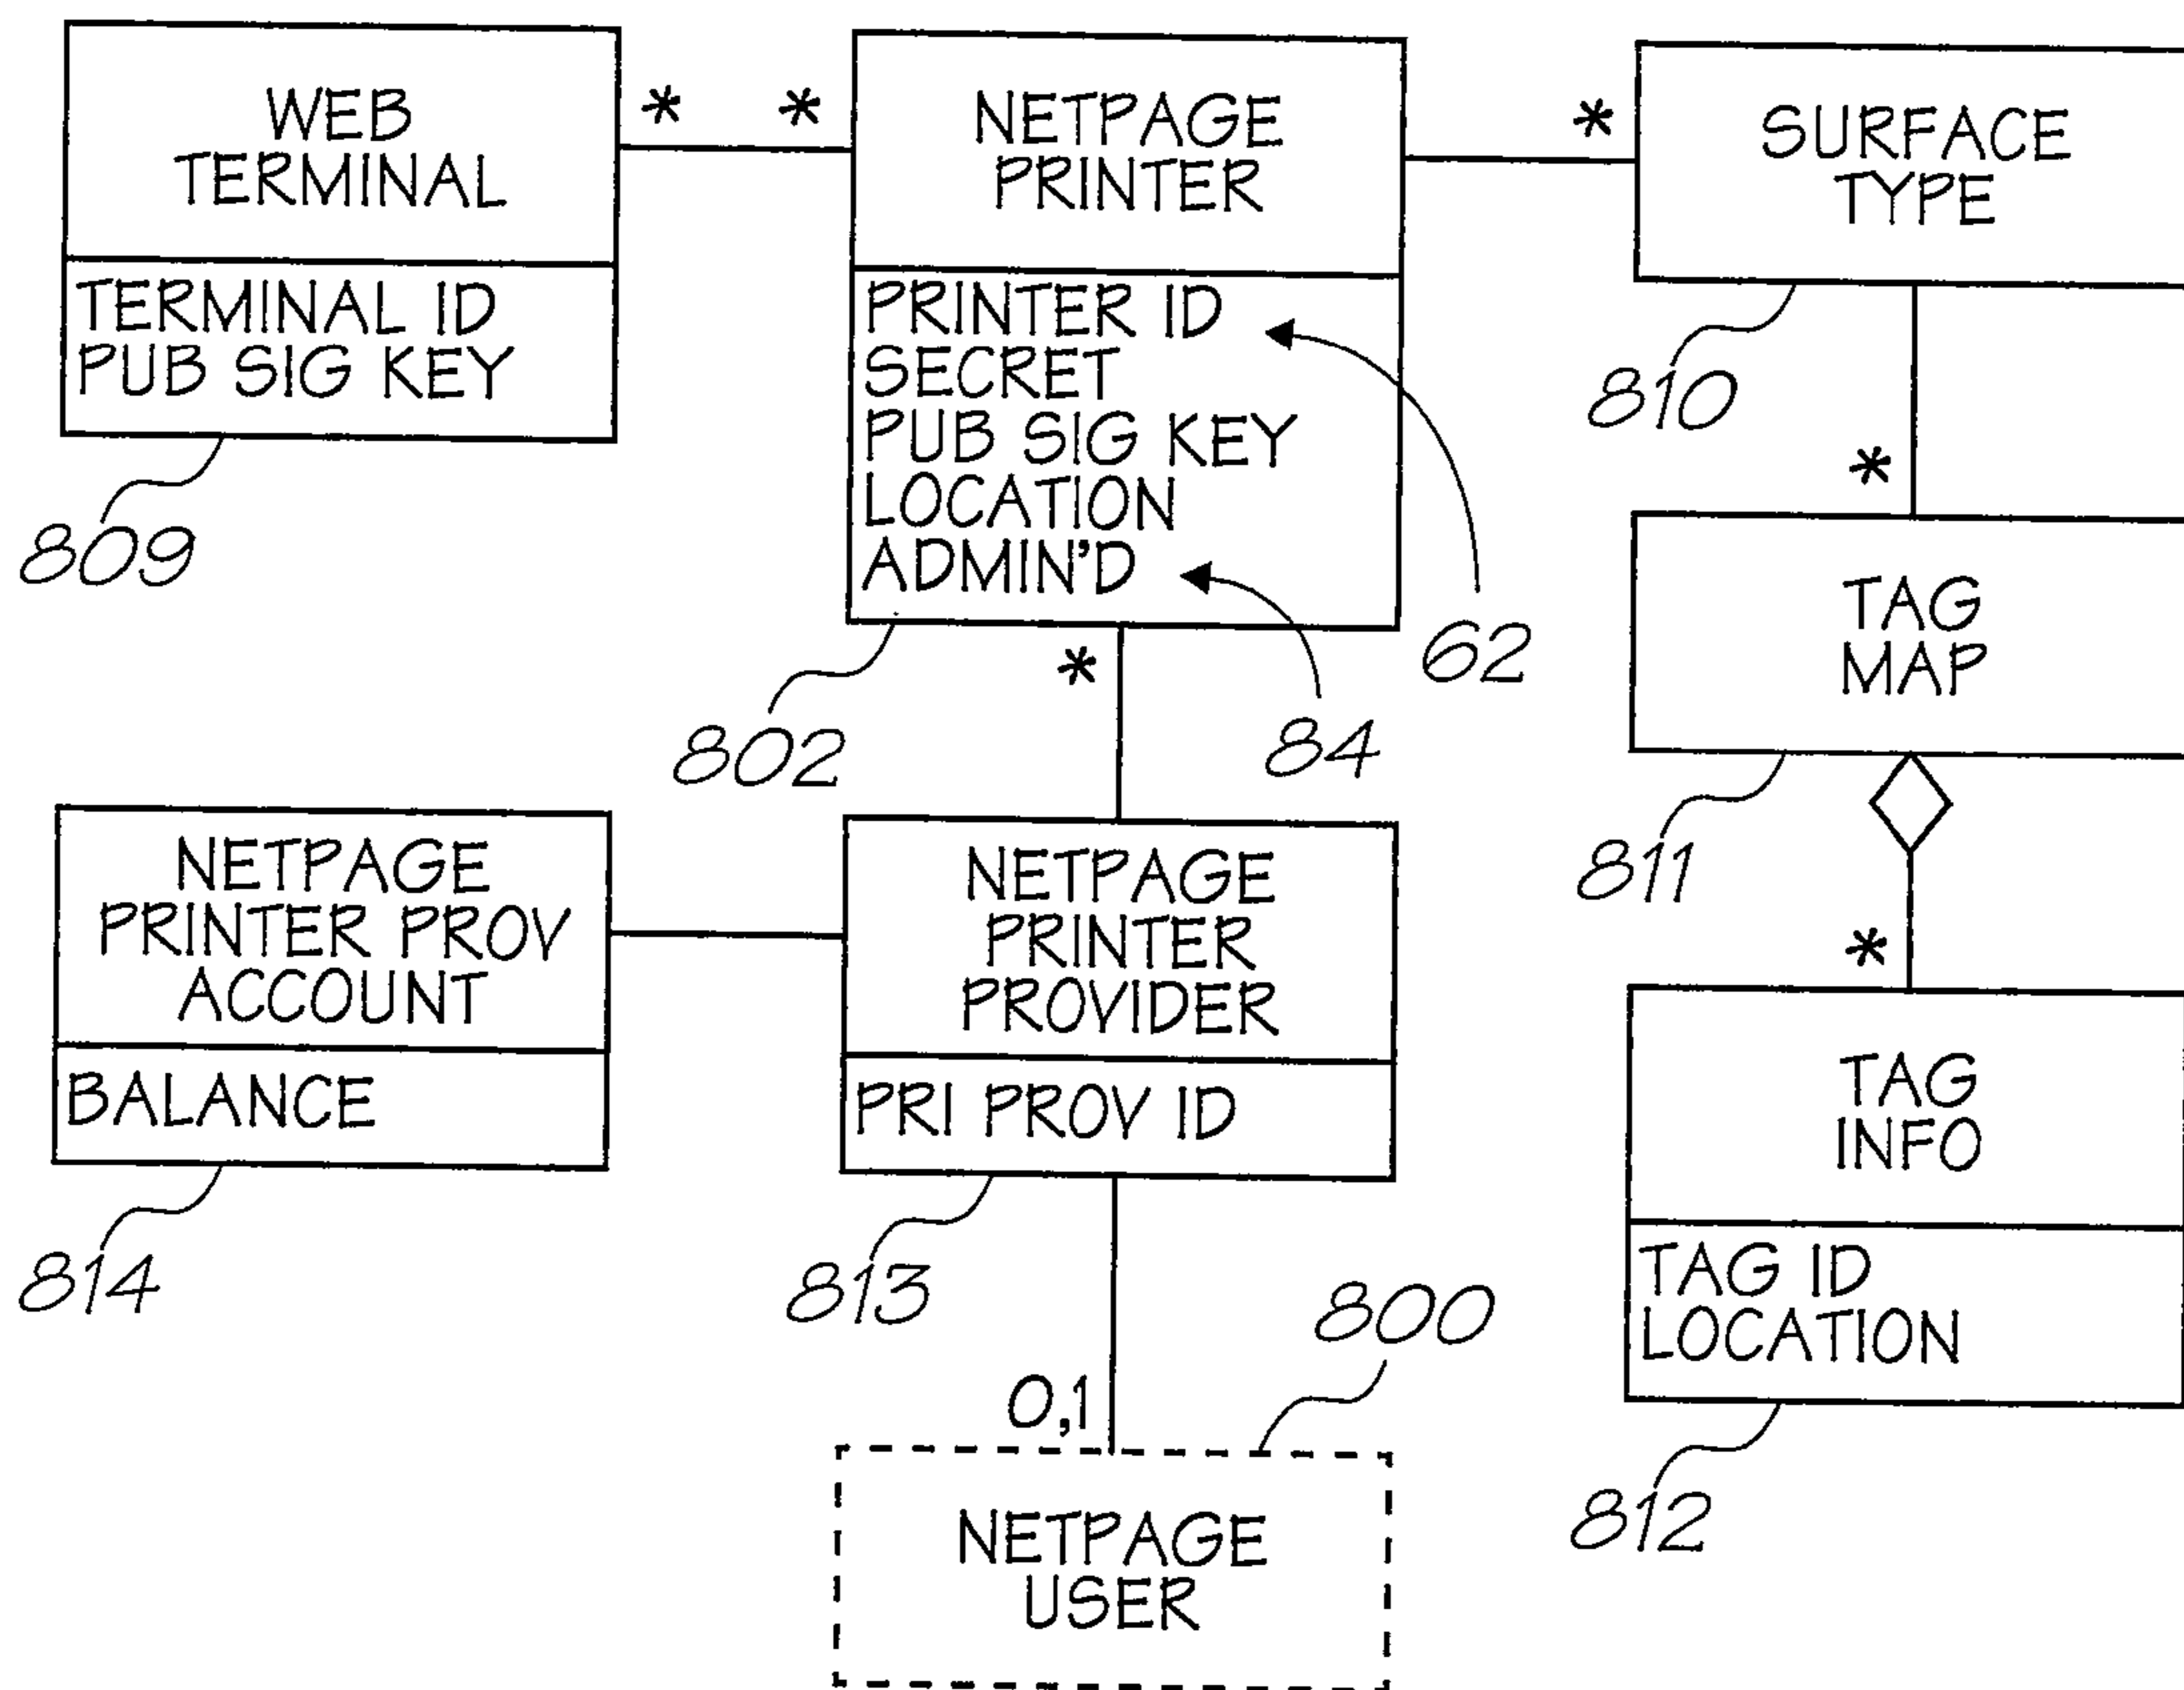 WEB
TERMINAL
TERMINAL ID
PUB SIG KEY
809
*
*
NETPAGE
PRINTER
PRINTER ID
SECRET
PUB SIG KEY
LOCATION
ADMIN'D
62
84
802
*
*
SURFACE
TYPE
810
*
TAG
MAP
811
*
TAG
INFO
TAG ID
LOCATION
812
NETPAGE
PRINTER PROV
ACCOUNT
BALANCE
814
NETPAGE
PRINTER
PROVIDER
PRI PROV ID
813
800
0,1
NETPAGE
USER